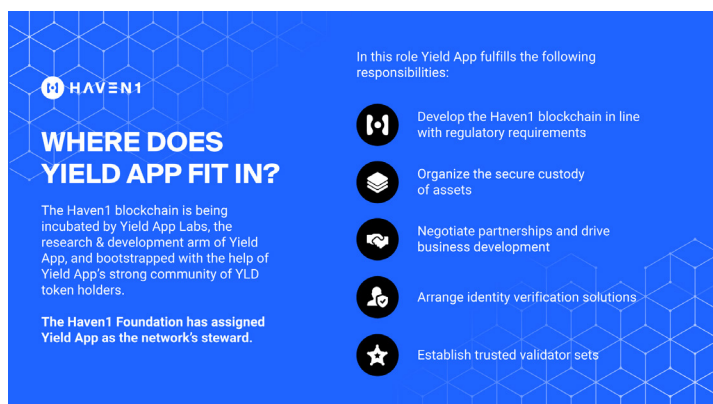 HAVEN1
WHERE DOES
YIELD APP FIT IN?
The Haven1 blockchain is being
incubated by Yield App Labs, the
research & development arm of Yield
App, and bootstrapped with the help of
Yield App's strong community of YLD
token holders.
The Haven1 Foundation has assigned
Yield App as the network's steward.
In this role Yield App fulfills the following
responsibilities:
Develop the Haven1 blockchain in line
with regulatory requirements
Organize the secure custody
of assets
Negotiate partnerships and drive
business development
Arrange identity verification solutions
Establish trusted validator sets